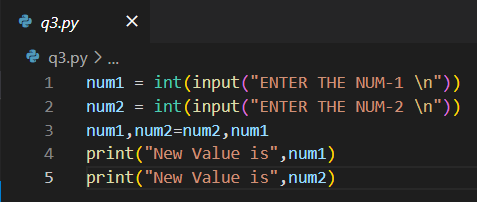 q3.py ×
q3.py > ...
1 num1 = int(input("ENTER THE NUM-1 \n"))
2 num2 = int(input("ENTER THE NUM-2 \n"))
3 num1,num2=num2,num1
4 print("New Value is",num1)
5 print("New Value is",num2)